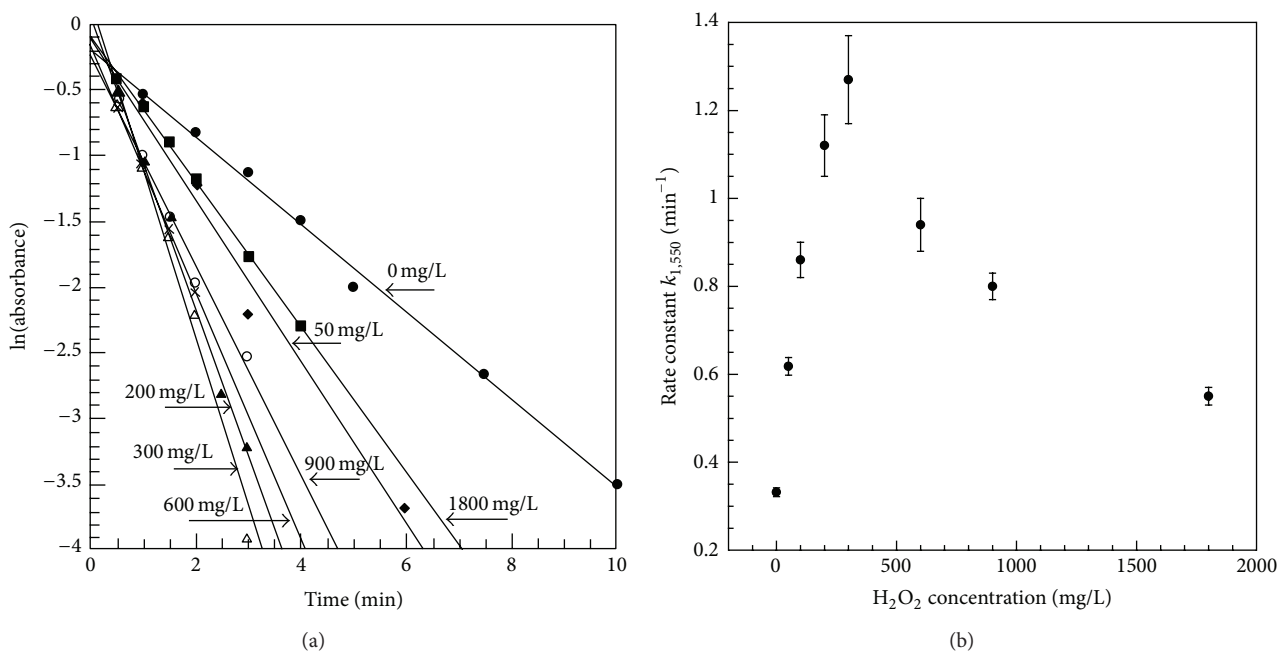 0
−0.5
−1
−1.5
−2
−2.5
−3
−3.5
−4
ln(absorbance)
0 mg/L
50 mg/L
200 mg/L
300 mg/L
600 mg/L
900 mg/L
1800 mg/L
0 2 4 6 8 10
Time (min)
(a)
1.4
1.2
1
0.8
0.6
0.4
0.2
Rate constant k1,550 (min−1)
0 500 1000 1500 2000
H2O2 concentration (mg/L)
(b)